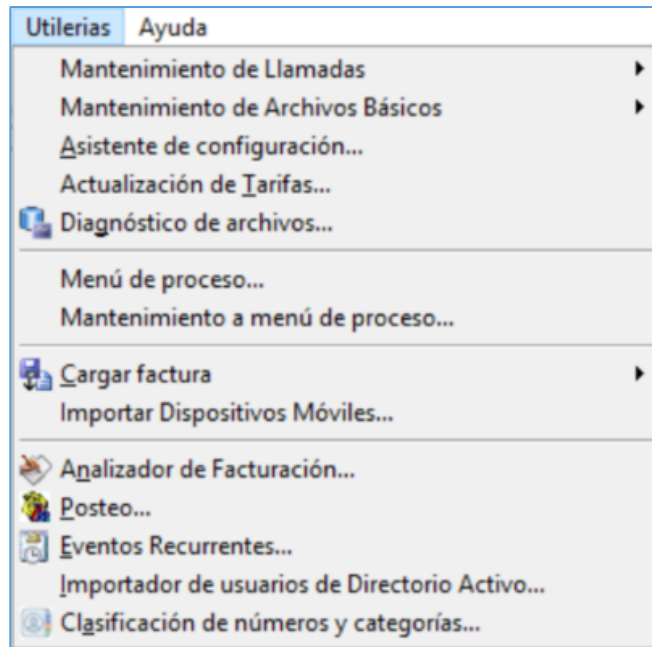 Utilerias Ayuda
Mantenimiento de Llamadas
Mantenimiento de Archivos Básicos
Asistente de configuración...
Actualización de Tarifas...
Diagnóstico de archivos...
Menú de proceso...
Mantenimiento a menú de proceso...
Cargar factura
Importar Dispositivos Móviles...
Analizador de Facturación...
Posteo...
Eventos Recurrentes...
Importador de usuarios de Directorio Activo...
Clasificación de números y categorías...